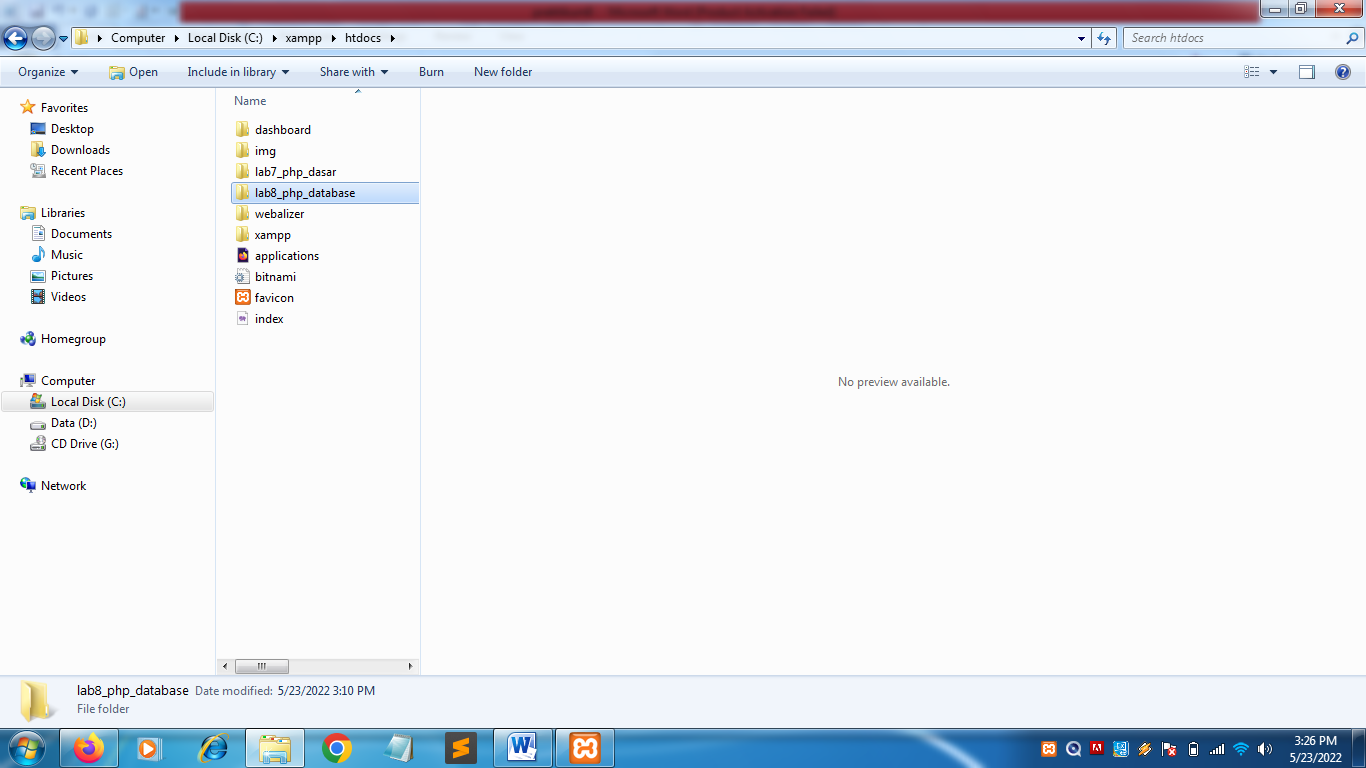 Computer Local Disk (C:) xampp htdocs
Search htdocs
Organize Open Include in library Share with Burn New folder
Favorites
Desktop
Downloads
Recent Places
Libraries
Documents
Music
Pictures
Videos
Homegroup
Computer
Local Disk (C:)
Data (D:)
CD Drive (G:)
Network
Name
dashboard
img
lab7_php_dasar
lab8_php_database
webalizer
xampp
applications
bitnami
favicon
index
No preview available.
lab8_php_database Date modified: 5/23/2022 3:10 PM
File folder
3:26 PM
5/23/2022